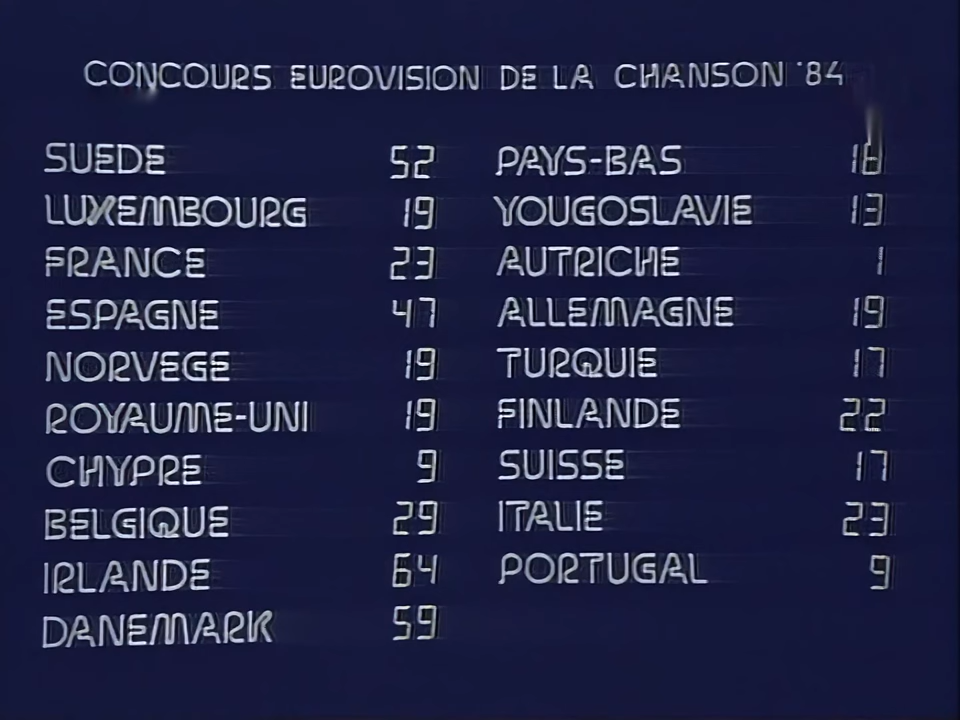 CONCOURS EUROVISION DE LA CHANSON '84
SUEDE 52 PAYS-BAS
LUXEMBOURG 19 YOUGOSLAVIE 13
FRANCE 23 AUTRICHE 1
ESPAGNE 47 ALLEMAGNE 19
NORVEGE 19 TURQUIE 17
ROYAUME-UNI 19 FINLANDE 22
CHYPRE 9 SUISSE 17
BELGIQUE 29 ITALIE 23
IRLANDE 64 PORTUGAL 9
DANEMARK 59